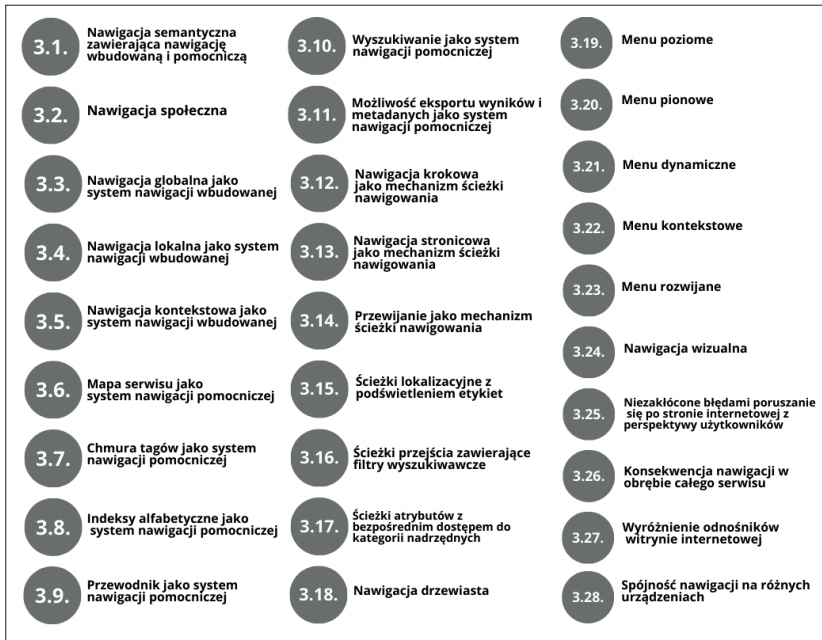 3.1.
Nawigacja semantyczna
zawierająca nawigację
wbudowaną i pomocniczą
3.2.
Nawigacja społeczna
3.3.
Nawigacja globalna jako
system nawigacji wbudowanej
3.4.
Nawigacja lokalna jako system
nawigacji wbudowanej
3.5.
Nawigacja kontekstowa jako
system nawigacji wbudowanej
3.6.
Mapa serwisu jako
system nawigacji pomocniczej
3.7.
Chmura tagów jako system
nawigacji pomocniczej
3.8.
Indeksy alfabetyczne jako
system nawigacji pomocniczej
3.9.
Przewodnik jako system
nawigacji pomocniczej
3.10.
Wyszukiwanie jako system
nawigacji pomocniczej
3.11.
Możliwość eksportu wyników i
metadanych jako system
nawigacji pomocniczej
3.12.
Nawigacja krokowa
jako mechanizm ścieżki
nawigowania
3.13.
Nawigacja stronicowa
jako mechanizm ścieżki
nawigowania
3.14.
Przewijanie jako mechanizm
ścieżki nawigowania
3.15.
Ścieżki lokalizacyjne z
podświetleniem etykiet
3.16.
Ścieżki przejścia zawierające
filtry wyszukiwawcze
3.17.
Ścieżki atrybutów z
bezpośrednim dostępem do
kategorii nadrzędnych
3.18.
Nawigacja drzewiasta
3.19.
Menu poziome
3.20.
Menu pionowe
3.21.
Menu dynamiczne
3.22.
Menu kontekstowe
3.23.
Menu rozwijane
3.24.
Nawigacja wizualna
3.25.
Niezakłócone błędami poruszanie
się po stronie internetowej z
perspektywy użytkowników
3.26.
Konsekwencja nawigacji w
obrębie całego serwisu
3.27.
Wyróżnienie odnośników
witrynie internetowej
3.28.
Spójność nawigacji na różnych
urządzeniach